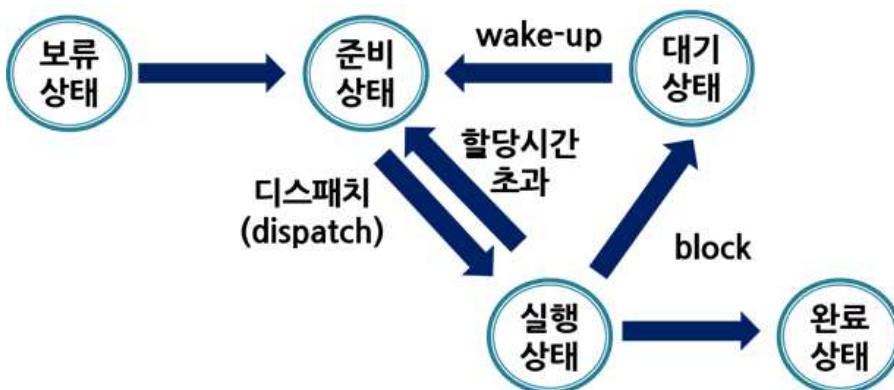 보류
상태
준비
상태
wake-up
대기
상태
할당시간
초과
디스패치
(dispatch)
block
실행
상태
완료
상태